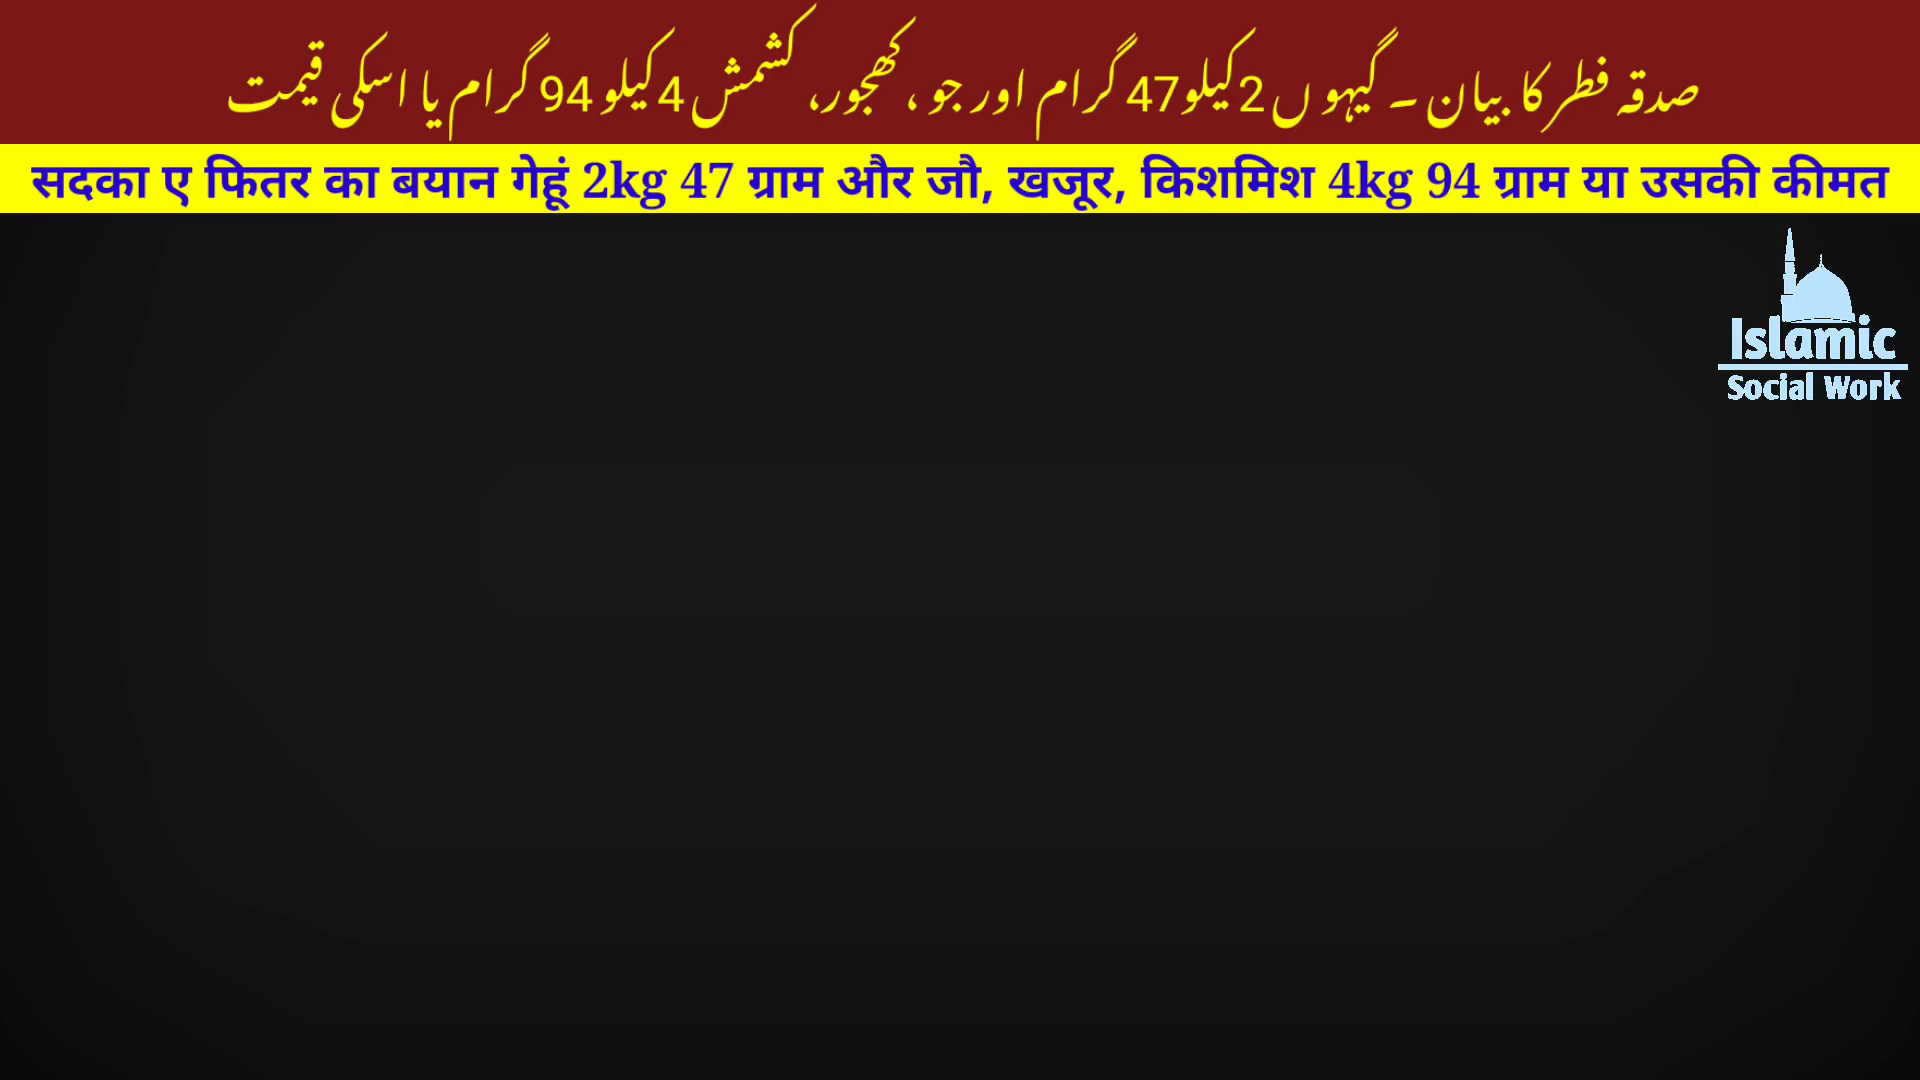 صدقہ فطر کا بیان ۔ گیہو ں 2 کیلو 47 گرام اور جو ، کھجور، کشمش 4 کیلو 94 گرام یا اسکی قیمت
सदका ए फितर का बयान गेहूं 2kg 47 ग्राम और जौ, खजूर, किशमिश 4kg 94 ग्राम या उसकी कीमत
Islamic
Social Work